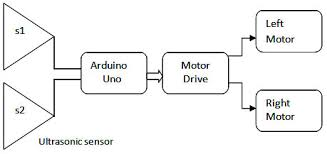 s1
s2
Ultrasonic sensor
Arduino
Uno
Motor
Drive
Left
Motor
Right
Motor